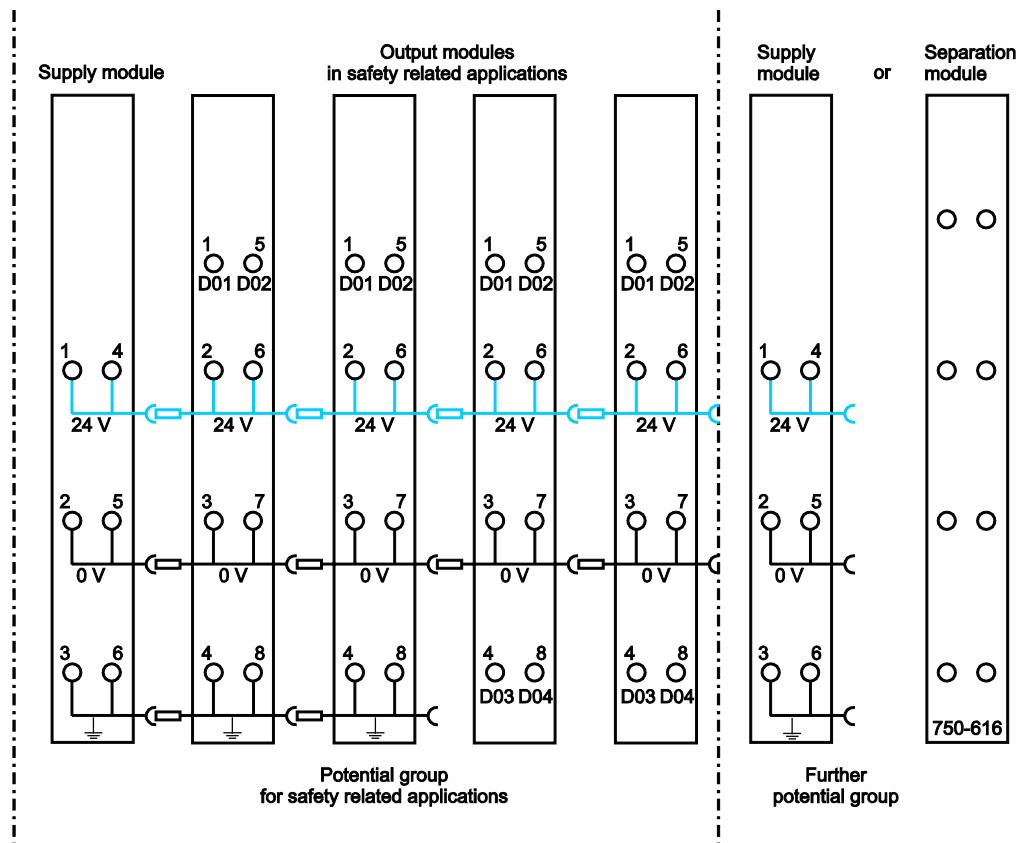 Supply module
Output modules
in safety related applications
Supply
module
or
Separation
module
1 5 1 5 1 5 1 5
D01 D02 D01 D02 D01 D02 D01 D02
1 4 2 6 2 6 2 6 2 6 1 4
24 V 24 V 24 V 24 V 24 V 24 V
2 5 3 7 3 7 3 7 3 7 2 5
0 V 0 V 0 V 0 V 0 V 0 V
3 6 4 8 4 8 4 8 4 8 3 6
D03 D04 D03 D04
750-616
Potential group
for safety related applications
Further
potential group